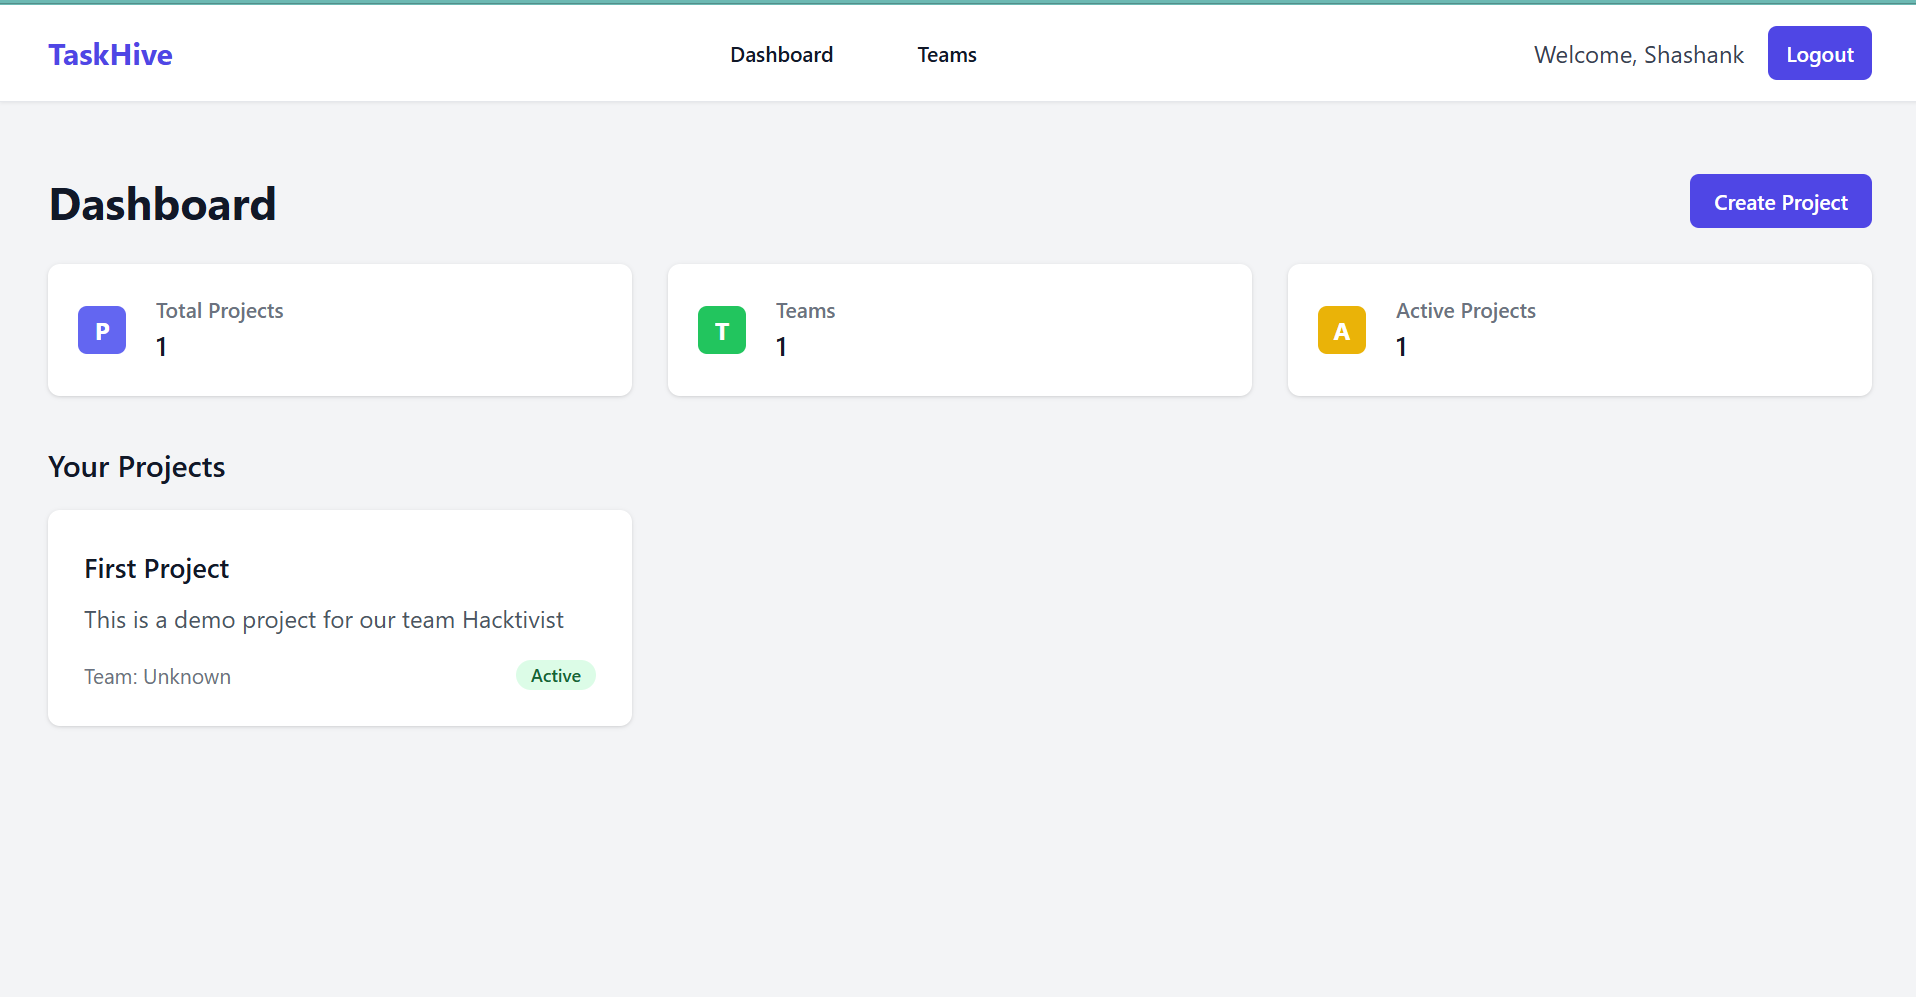 TaskHive
Dashboard
Teams
Welcome, Shashank
Logout
Dashboard
Create Project
P
Total Projects
1
T
Teams
1
A
Active Projects
1
Your Projects
First Project
This is a demo project for our team Hacktivist
Team: Unknown
Active